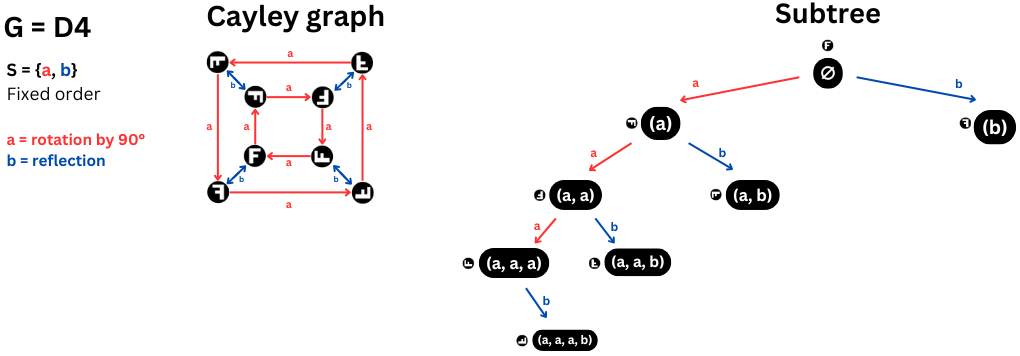 G = D4
S = {a, b}
Fixed order
a = rotation by 90°
b = reflection
Cayley graph
a
b
b
a
a
a
a
a
a
b
b
a
Subtree
F
∅
a
b
(a)
(b)
a
b
(a, a)
(a, b)
a
b
(a, a, a)
(a, a, b)
b
(a, a, a, b)
F